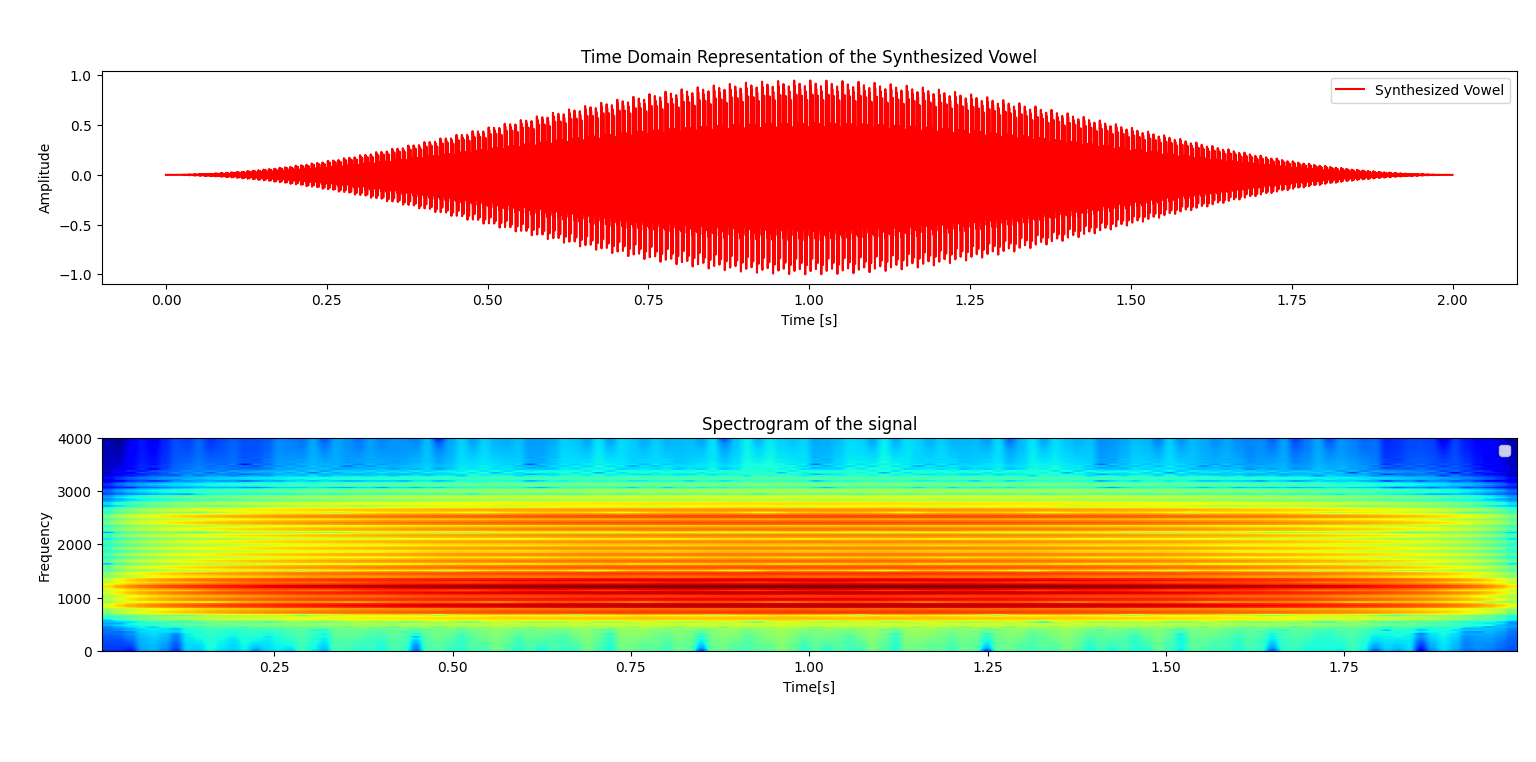 Time Domain Representation of the Synthesized Vowel
1.0
0.5
0.0
−0.5
−1.0
Amplitude
Synthesized Vowel
0.00 0.25 0.50 0.75 1.00 1.25 1.50 1.75 2.00
Time [s]
Spectrogram of the signal
4000
3000
2000
1000
0
Frequency
0.25 0.50 0.75 1.00 1.25 1.50 1.75
Time[s]